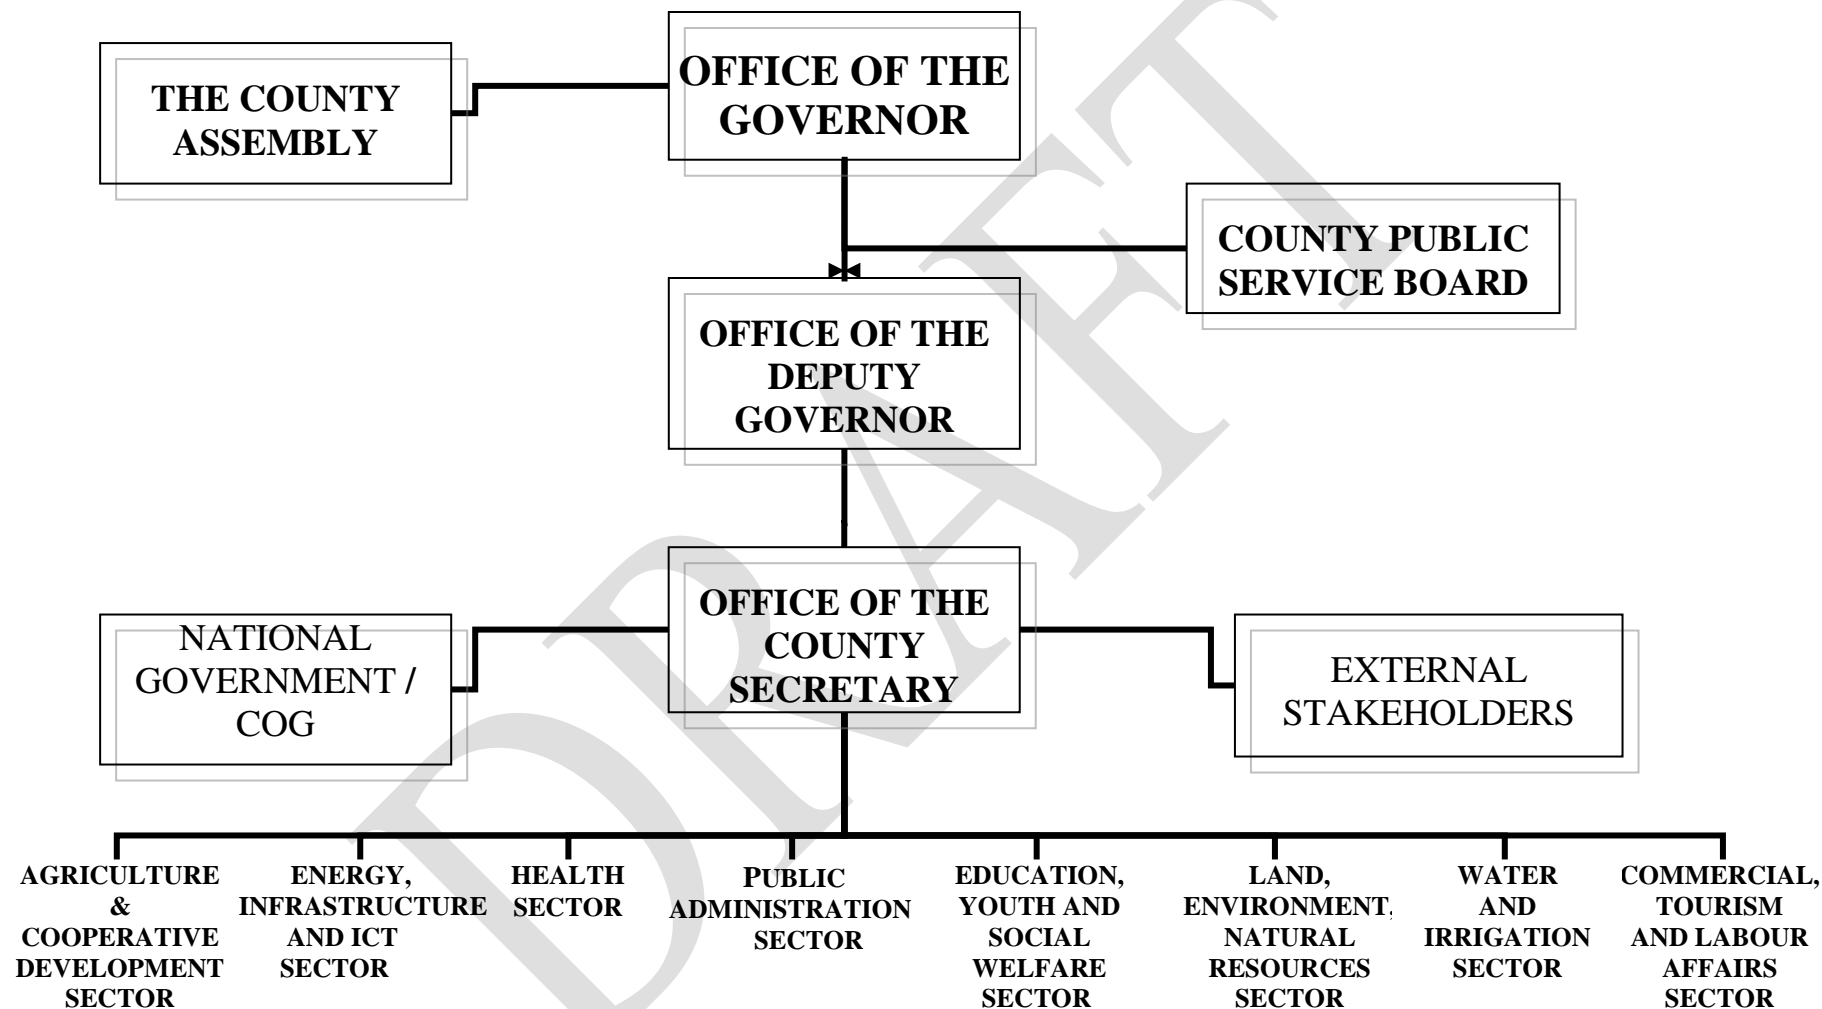 OFFICE OF THE
GOVERNOR
THE COUNTY
ASSEMBLY
COUNTY PUBLIC
SERVICE BOARD
OFFICE OF THE
DEPUTY
GOVERNOR
OFFICE OF THE
COUNTY
SECRETARY
NATIONAL
GOVERNMENT /
COG
EXTERNAL
STAKEHOLDERS
AGRICULTURE
&
COOPERATIVE
DEVELOPMENT
SECTOR
ENERGY,
INFRASTRUCTURE
AND ICT
SECTOR
HEALTH
SECTOR
PUBLIC
ADMINISTRATION
SECTOR
EDUCATION,
YOUTH AND
SOCIAL
WELFARE
SECTOR
LAND,
ENVIRONMENT,
NATURAL
RESOURCES
SECTOR
WATER
AND
IRRIGATION
SECTOR
COMMERCIAL,
TOURISM
AND LABOUR
AFFAIRS
SECTOR
DRAFT